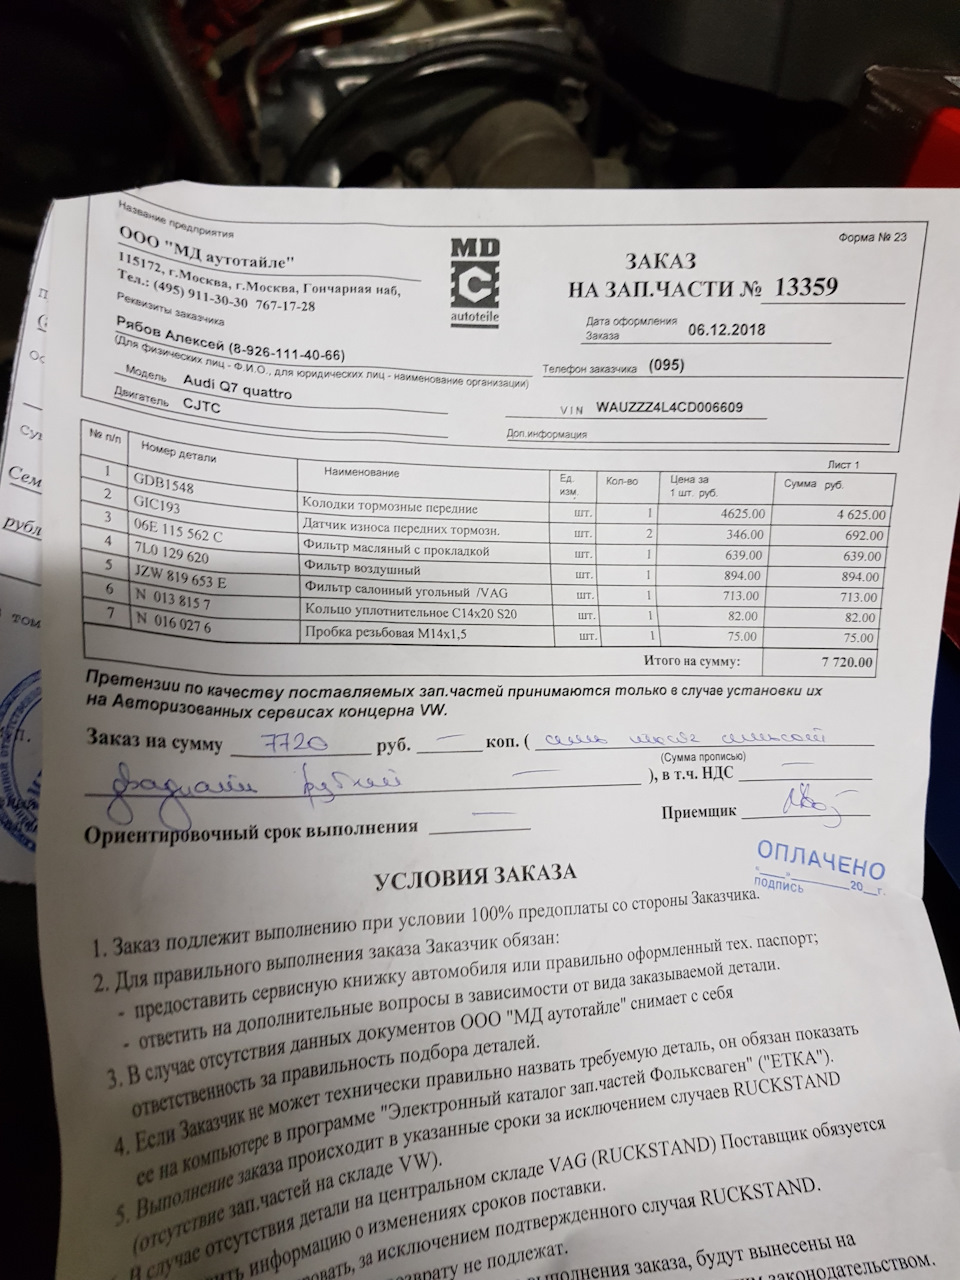 Название предприятия
ООО "МД аутотайле"
115172, г.Москва, г.Москва, Гончарная наб,
Тел.: (495) 911-30-30 767-17-28
Реквизиты заказчика
Рябов Алексей (8-926-111-40-66)
(Для физических лиц - Ф.И.О., для юридических лиц - наименование организации)
Модель Audi Q7 quattro
Двигатель CJTC
MD
autoteile
Форма № 23
ЗАКАЗ
НА ЗАП.ЧАСТИ № 13359
Дата оформления Заказа 06.12.2018
Телефон заказчика (095)
VIN WAUZZZ4L4CD006609
Доп.информация
Лист 1
№ п/п Номер детали Наименование Ед. изм. Кол-во Цена за 1 шт. руб. Сумма руб.
1 GDB1548 Колодки тормозные передние шт. 1 4625.00 4 625.00
2 GIC193 Датчик износа передних тормозн. шт. 2 346.00 692.00
3 06E 115 562 C Фильтр масляный с прокладкой шт. 1 639.00 639.00
4 7L0 129 620 Фильтр воздушный шт. 1 894.00 894.00
5 JZW 819 653 E Фильтр салонный угольный /VAG шт. 1 713.00 713.00
6 N 013 815 7 Кольцо уплотнительное C14x20 S20 шт. 1 82.00 82.00
7 N 016 027 6 Пробка резьбовая M14x1,5 шт. 1 75.00 75.00
Итого на сумму: 7 720.00
Претензии по качеству поставляемых зап.частей принимаются только в случае установки их
на Авторизованных сервисах концерна VW.
Заказ на сумму 7720 руб. — коп. ( семь тысяч семьсот
(Сумма прописью)
двадцать рублей — ), в т.ч. НДС —
Ориентировочный срок выполнения —
Приемщик
ОПЛАЧЕНО
"__"________20__г.
подпись
УСЛОВИЯ ЗАКАЗА
1. Заказ подлежит выполнению при условии 100% предоплаты со стороны Заказчика.
2. Для правильного выполнения заказа Заказчик обязан:
- предоставить сервисную книжку автомобиля или правильно оформленный тех. паспорт;
- ответить на дополнительные вопросы в зависимости от вида заказываемой детали.
3. В случае отсутствия данных документов ООО "МД аутотайле" снимает с себя
ответственность за правильность подбора деталей.
4. Если Заказчик не может технически правильно назвать требуемую деталь, он обязан показать
ее на компьютере в программе "Электронный каталог зап.частей Фольксваген" ("ETKA").
5. Выполнение заказа происходит в указанные сроки за исключением случаев RUCKSTAND
(отсутствие зап.частей на складе VW).
В случае отсутствия детали на центральном складе VAG (RUCKSTAND) Поставщик обязуется
информацию о изменениях сроков поставки.
за исключением подтвержденного случая RUCKSTAND.
возврату не подлежат.
выполнения заказа, будут вынесены на
законодательством.